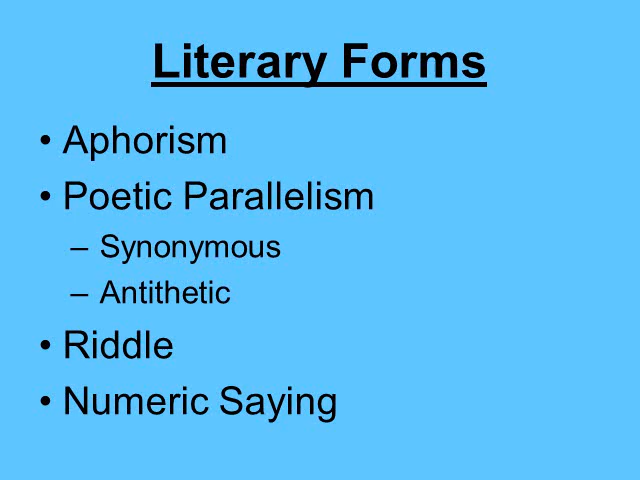 Literary Forms
• Aphorism
• Poetic Parallelism
– Synonymous
– Antithetic
• Riddle
• Numeric Saying